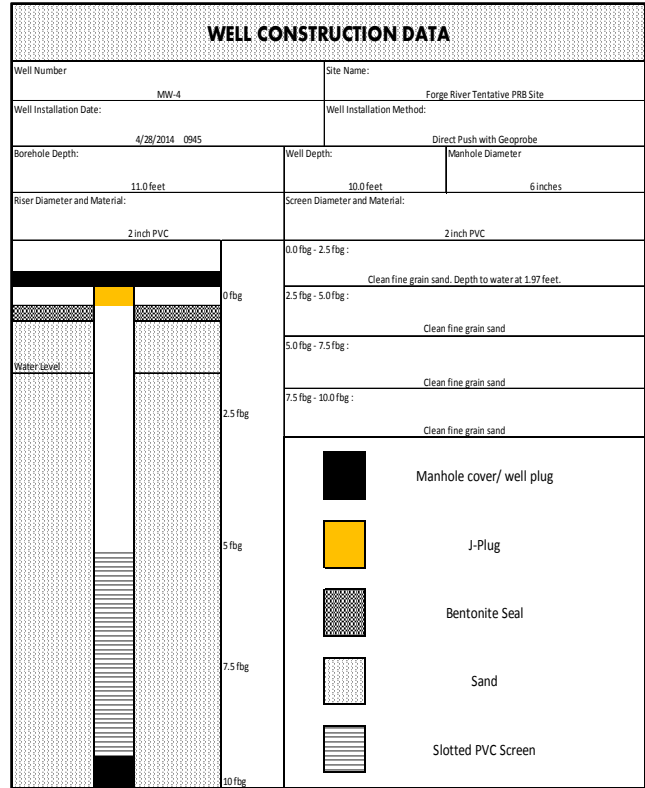 WELL CONSTRUCTION DATA
Well Number
MW-4
Site Name:
Forge River Tentative PRB Site
Well Installation Date:
4/28/2014 0945
Well Installation Method:
Direct Push with Geoprobe
Borehole Depth:
11.0 feet
Well Depth:
10.0 feet
Manhole Diameter
6 inches
Riser Diameter and Material:
2 inch PVC
Screen Diameter and Material:
2 inch PVC
0.0 fbg - 2.5 fbg :
Clean fine grain sand. Depth to water at 1.97 feet.
0 fbg
2.5 fbg - 5.0 fbg :
Clean fine grain sand
5.0 fbg - 7.5 fbg :
Clean fine grain sand
Water Level
7.5 fbg - 10.0 fbg :
Clean fine grain sand
2.5 fbg
5 fbg
7.5 fbg
10 fbg
Manhole cover/ well plug
J-Plug
Bentonite Seal
Sand
Slotted PVC Screen